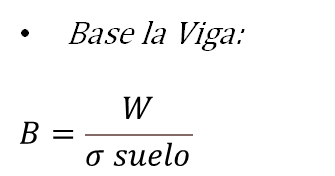 • Base la Viga:
B = W / σ suelo